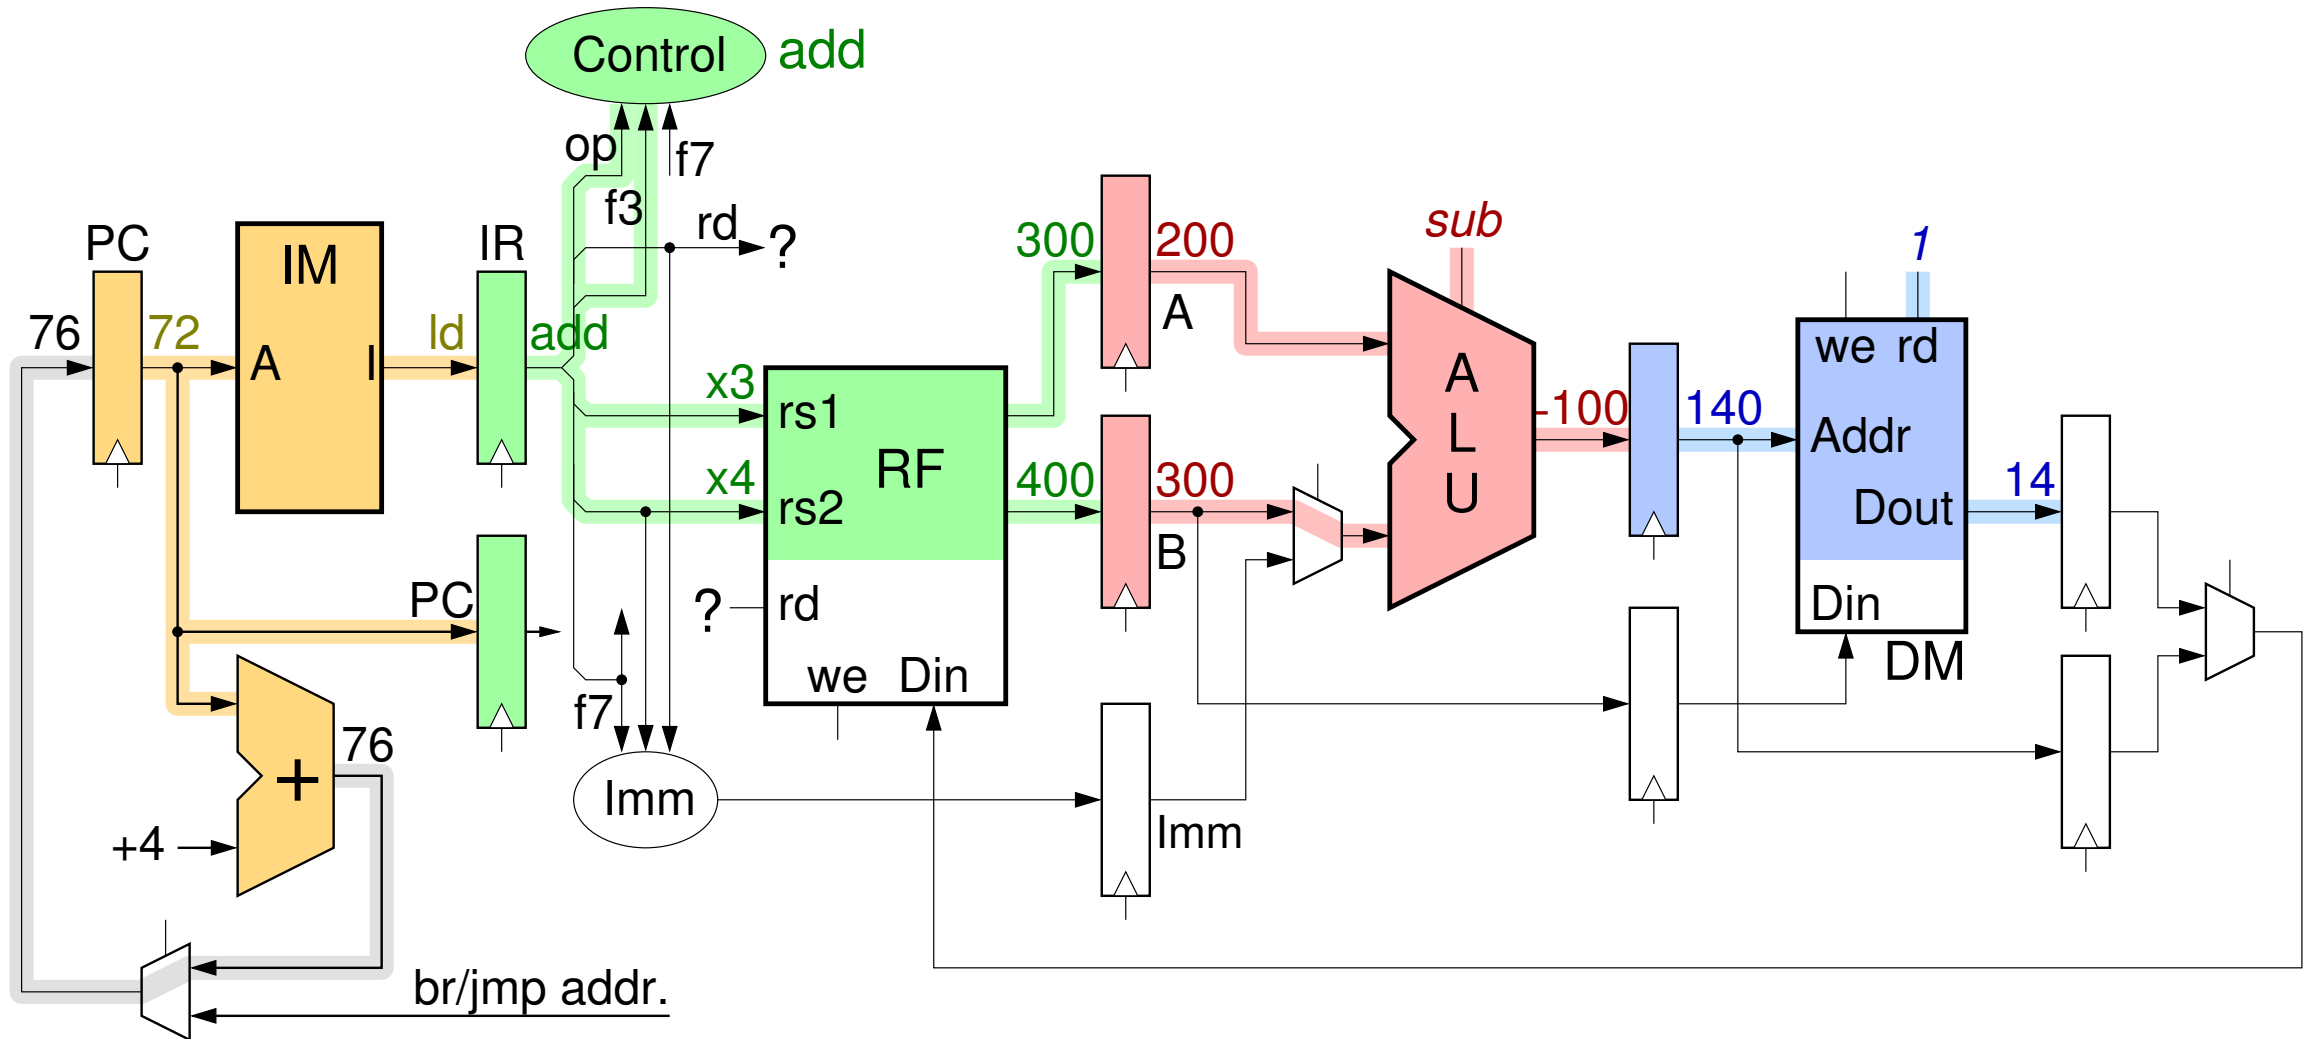 Control add
op
f7
f3
rd ?
PC
IM
IR
76
72
A
I
ld
add
x3
rs1
x4
rs2
RF
? rd
we Din
300
200
A
400
300
B
sub
A
L
U
-100
140
1
we rd
Addr
Dout
Din
DM
14
PC
f7
76
+
+4
Imm
Imm
br/jmp addr.